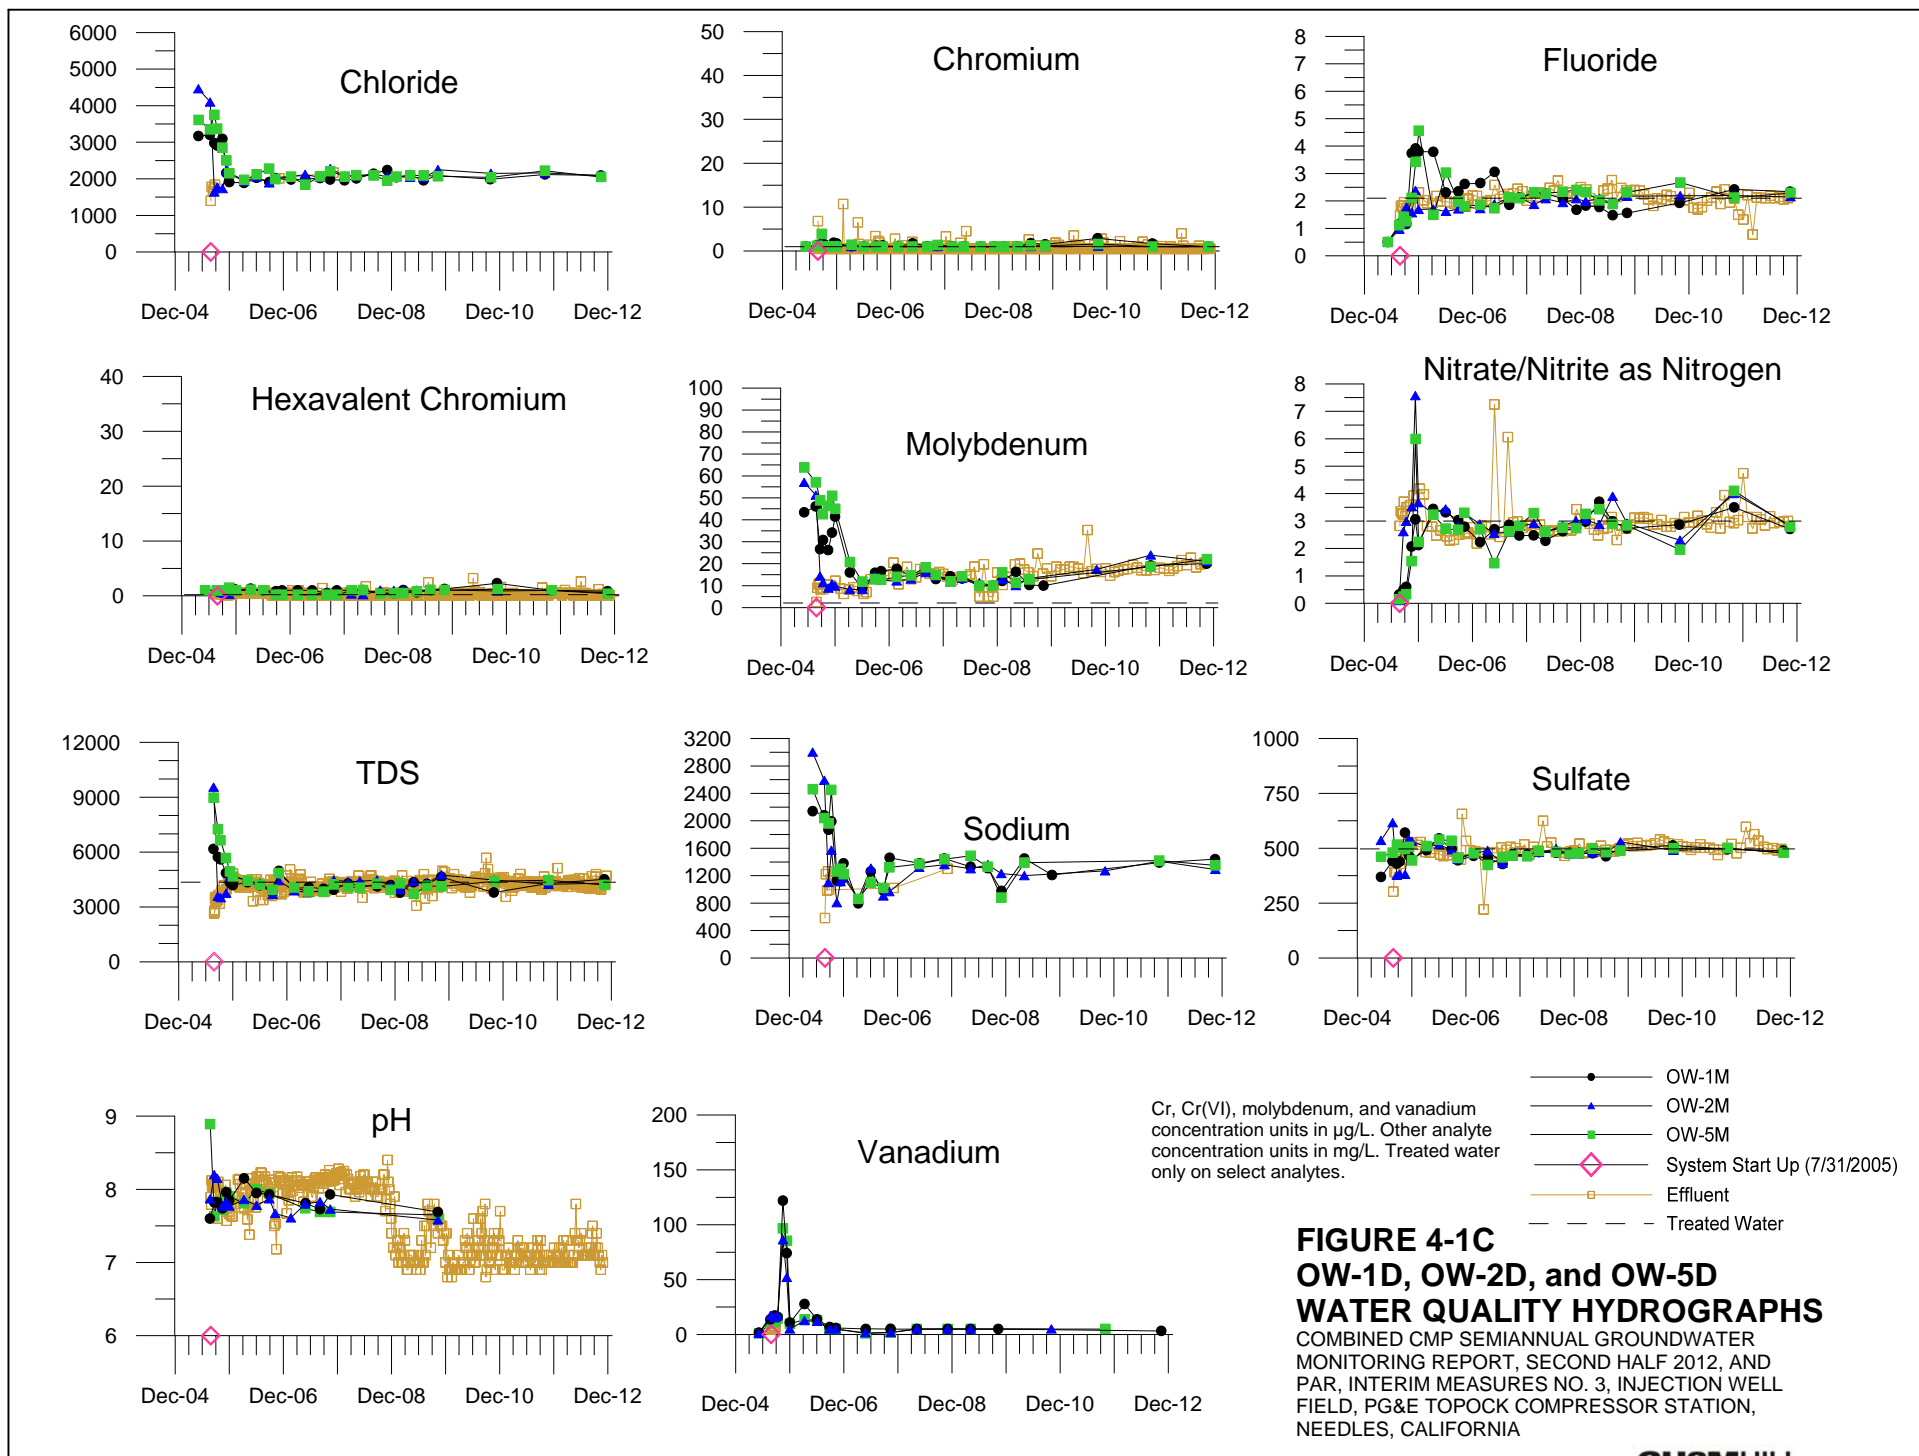 Chloride
6000
5000
4000
3000
2000
1000
0
Dec-04 Dec-06 Dec-08 Dec-10 Dec-12
Chromium
50
40
30
20
10
0
Dec-04 Dec-06 Dec-08 Dec-10 Dec-12
Fluoride
8
7
6
5
4
3
2
1
0
Dec-04 Dec-06 Dec-08 Dec-10 Dec-12
Hexavalent Chromium
40
30
20
10
0
Dec-04 Dec-06 Dec-08 Dec-10 Dec-12
Molybdenum
100
90
80
70
60
50
40
30
20
10
0
Dec-04 Dec-06 Dec-08 Dec-10 Dec-12
Nitrate/Nitrite as Nitrogen
8
7
6
5
4
3
2
1
0
Dec-04 Dec-06 Dec-08 Dec-10 Dec-12
TDS
12000
9000
6000
3000
0
Dec-04 Dec-06 Dec-08 Dec-10 Dec-12
Sodium
3200
2800
2400
2000
1600
1200
800
400
0
Dec-04 Dec-06 Dec-08 Dec-10 Dec-12
Sulfate
1000
750
500
250
0
Dec-04 Dec-06 Dec-08 Dec-10 Dec-12
pH
9
8
7
6
Dec-04 Dec-06 Dec-08 Dec-10 Dec-12
Vanadium
200
150
100
50
0
Dec-04 Dec-06 Dec-08 Dec-10 Dec-12
Cr, Cr(VI), molybdenum, and vanadium
concentration units in µg/L. Other analyte
concentration units in mg/L. Treated water
only on select analytes.
OW-1M
OW-2M
OW-5M
System Start Up (7/31/2005)
Effluent
Treated Water
FIGURE 4-1C
OW-1D, OW-2D, and OW-5D
WATER QUALITY HYDROGRAPHS
COMBINED CMP SEMIANNUAL GROUNDWATER
MONITORING REPORT, SECOND HALF 2012, AND
PAR, INTERIM MEASURES NO. 3, INJECTION WELL
FIELD, PG&E TOPOCK COMPRESSOR STATION,
NEEDLES, CALIFORNIA